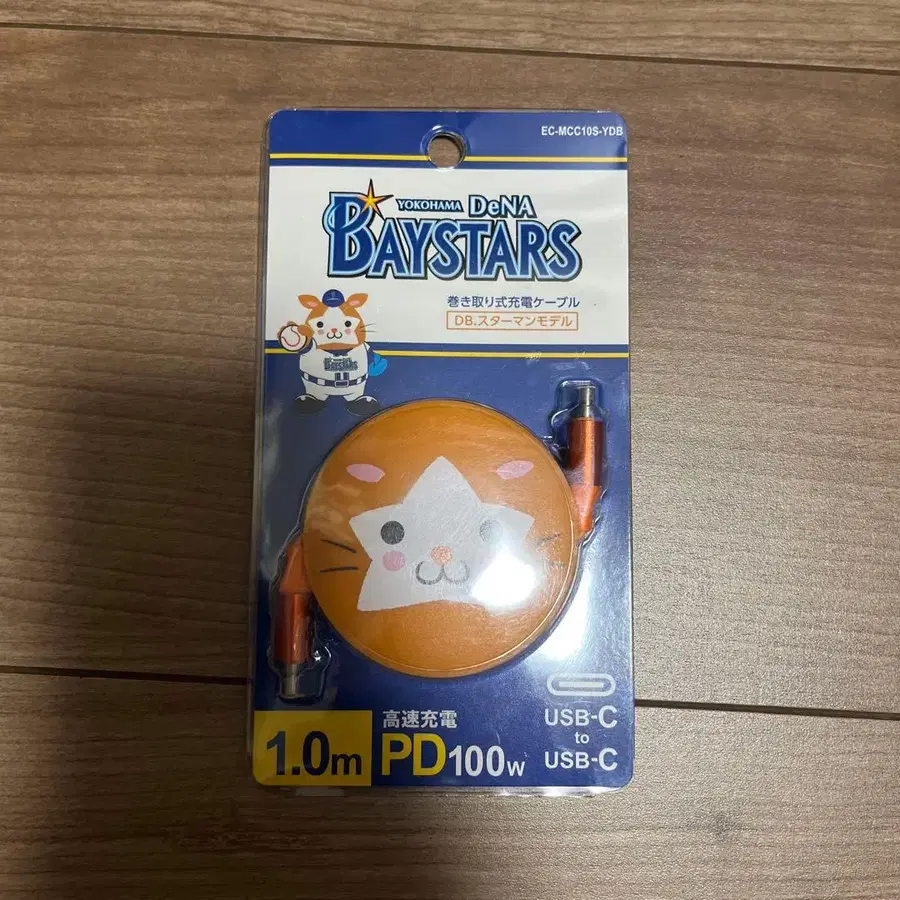 EC-MCC10S-YDB
YOKOHAMA DeNA
BAYSTARS
巻き取り式充電ケーブル
DB.スターマンモデル
BAYSTARS
1.0m
高速充電
PD100W
USB-C
to
USB-C